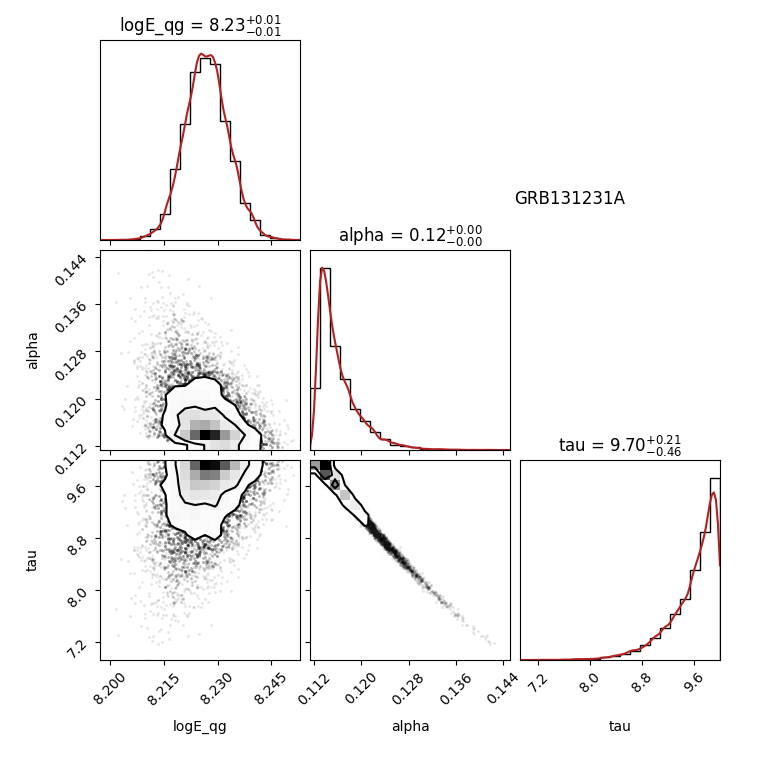 logE_qg = 8.23+0.01−0.01
GRB131231A
alpha = 0.12+0.00−0.00
0.144
0.136
0.128
0.120
0.112
alpha
tau = 9.70+0.21−0.46
9.6
8.8
8.0
7.2
tau
8.200 8.215 8.230 8.245 0.112 0.120 0.128 0.136 0.144 7.2 8.0 8.8 9.6
logE_qg alpha tau